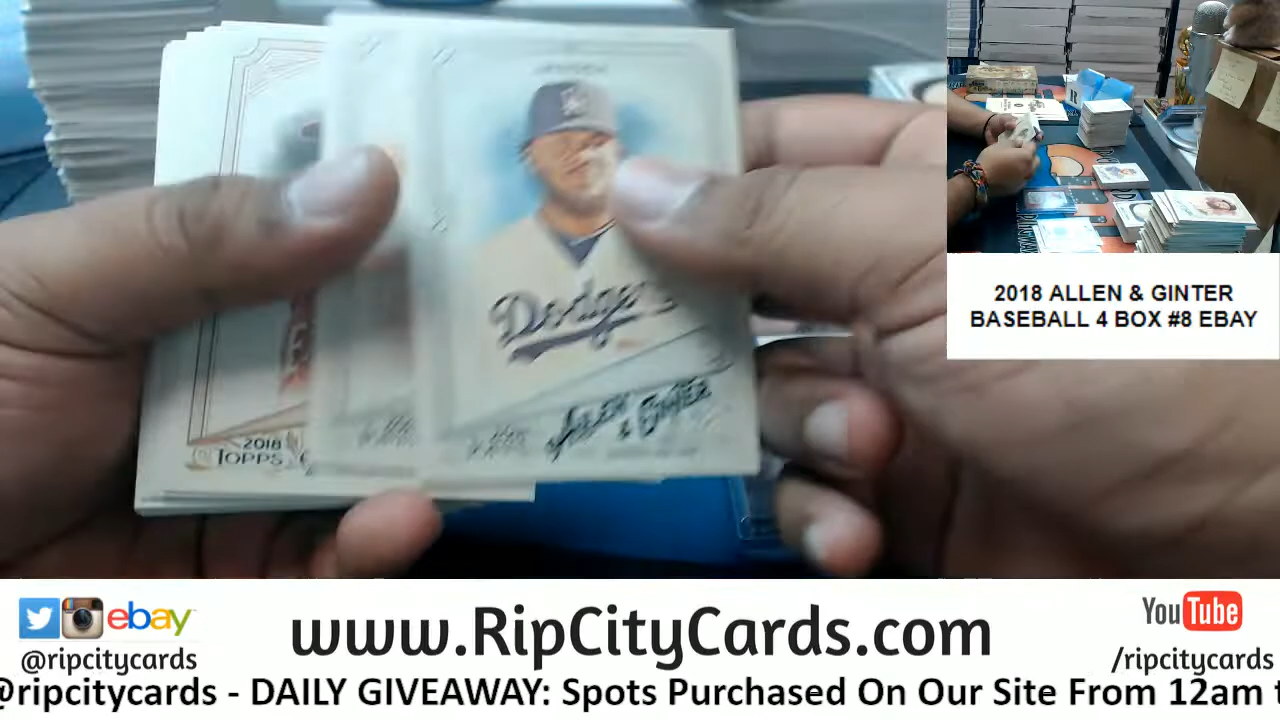 Dodgers
ALLEN
& GINTER
2018
TOPPS
2018 ALLEN & GINTER
BASEBALL 4 BOX #8 EBAY
ebay
@ripcitycards
www.RipCityCards.com
YouTube
/ripcitycards
@ripcitycards - DAILY GIVEAWAY: Spots Purchased On Our Site From 12am